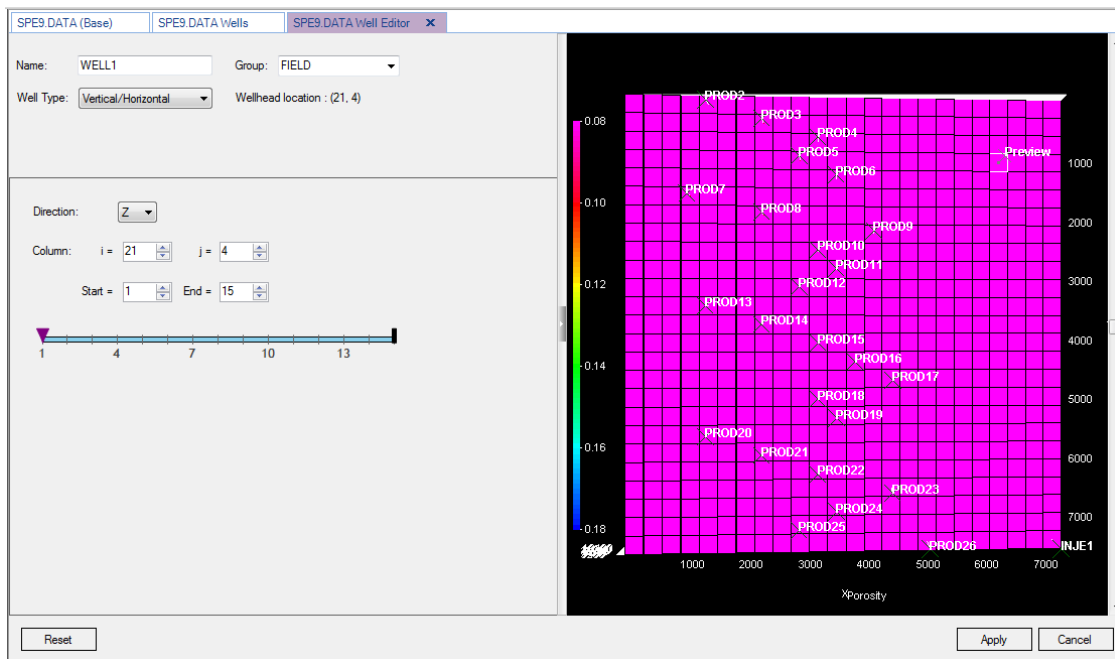 SPE9.DATA (Base) SPE9.DATA Wells SPE9.DATA Well Editor X
Name: WELL1 Group: FIELD
Well Type: Vertical/Horizontal Wellhead location : (21, 4)
Direction: Z
Column: i = 21 j = 4
Start = 1 End = 15
1 4 7 10 13
0.08
0.10
0.12
0.14
0.16
0.18
PROD2
PROD3
PROD4
PROD5
Preview
PROD6
PROD7
PROD8
PROD9
PROD10
PROD11
PROD12
PROD13
PROD14
PROD15
PROD16
PROD17
PROD18
PROD19
PROD20
PROD21
PROD22
PROD23
PROD24
PROD25
PROD26
INJE1
1000
2000
3000
4000
5000
6000
7000
1000 2000 3000 4000 5000 6000 7000
XPorosity
Reset Apply Cancel